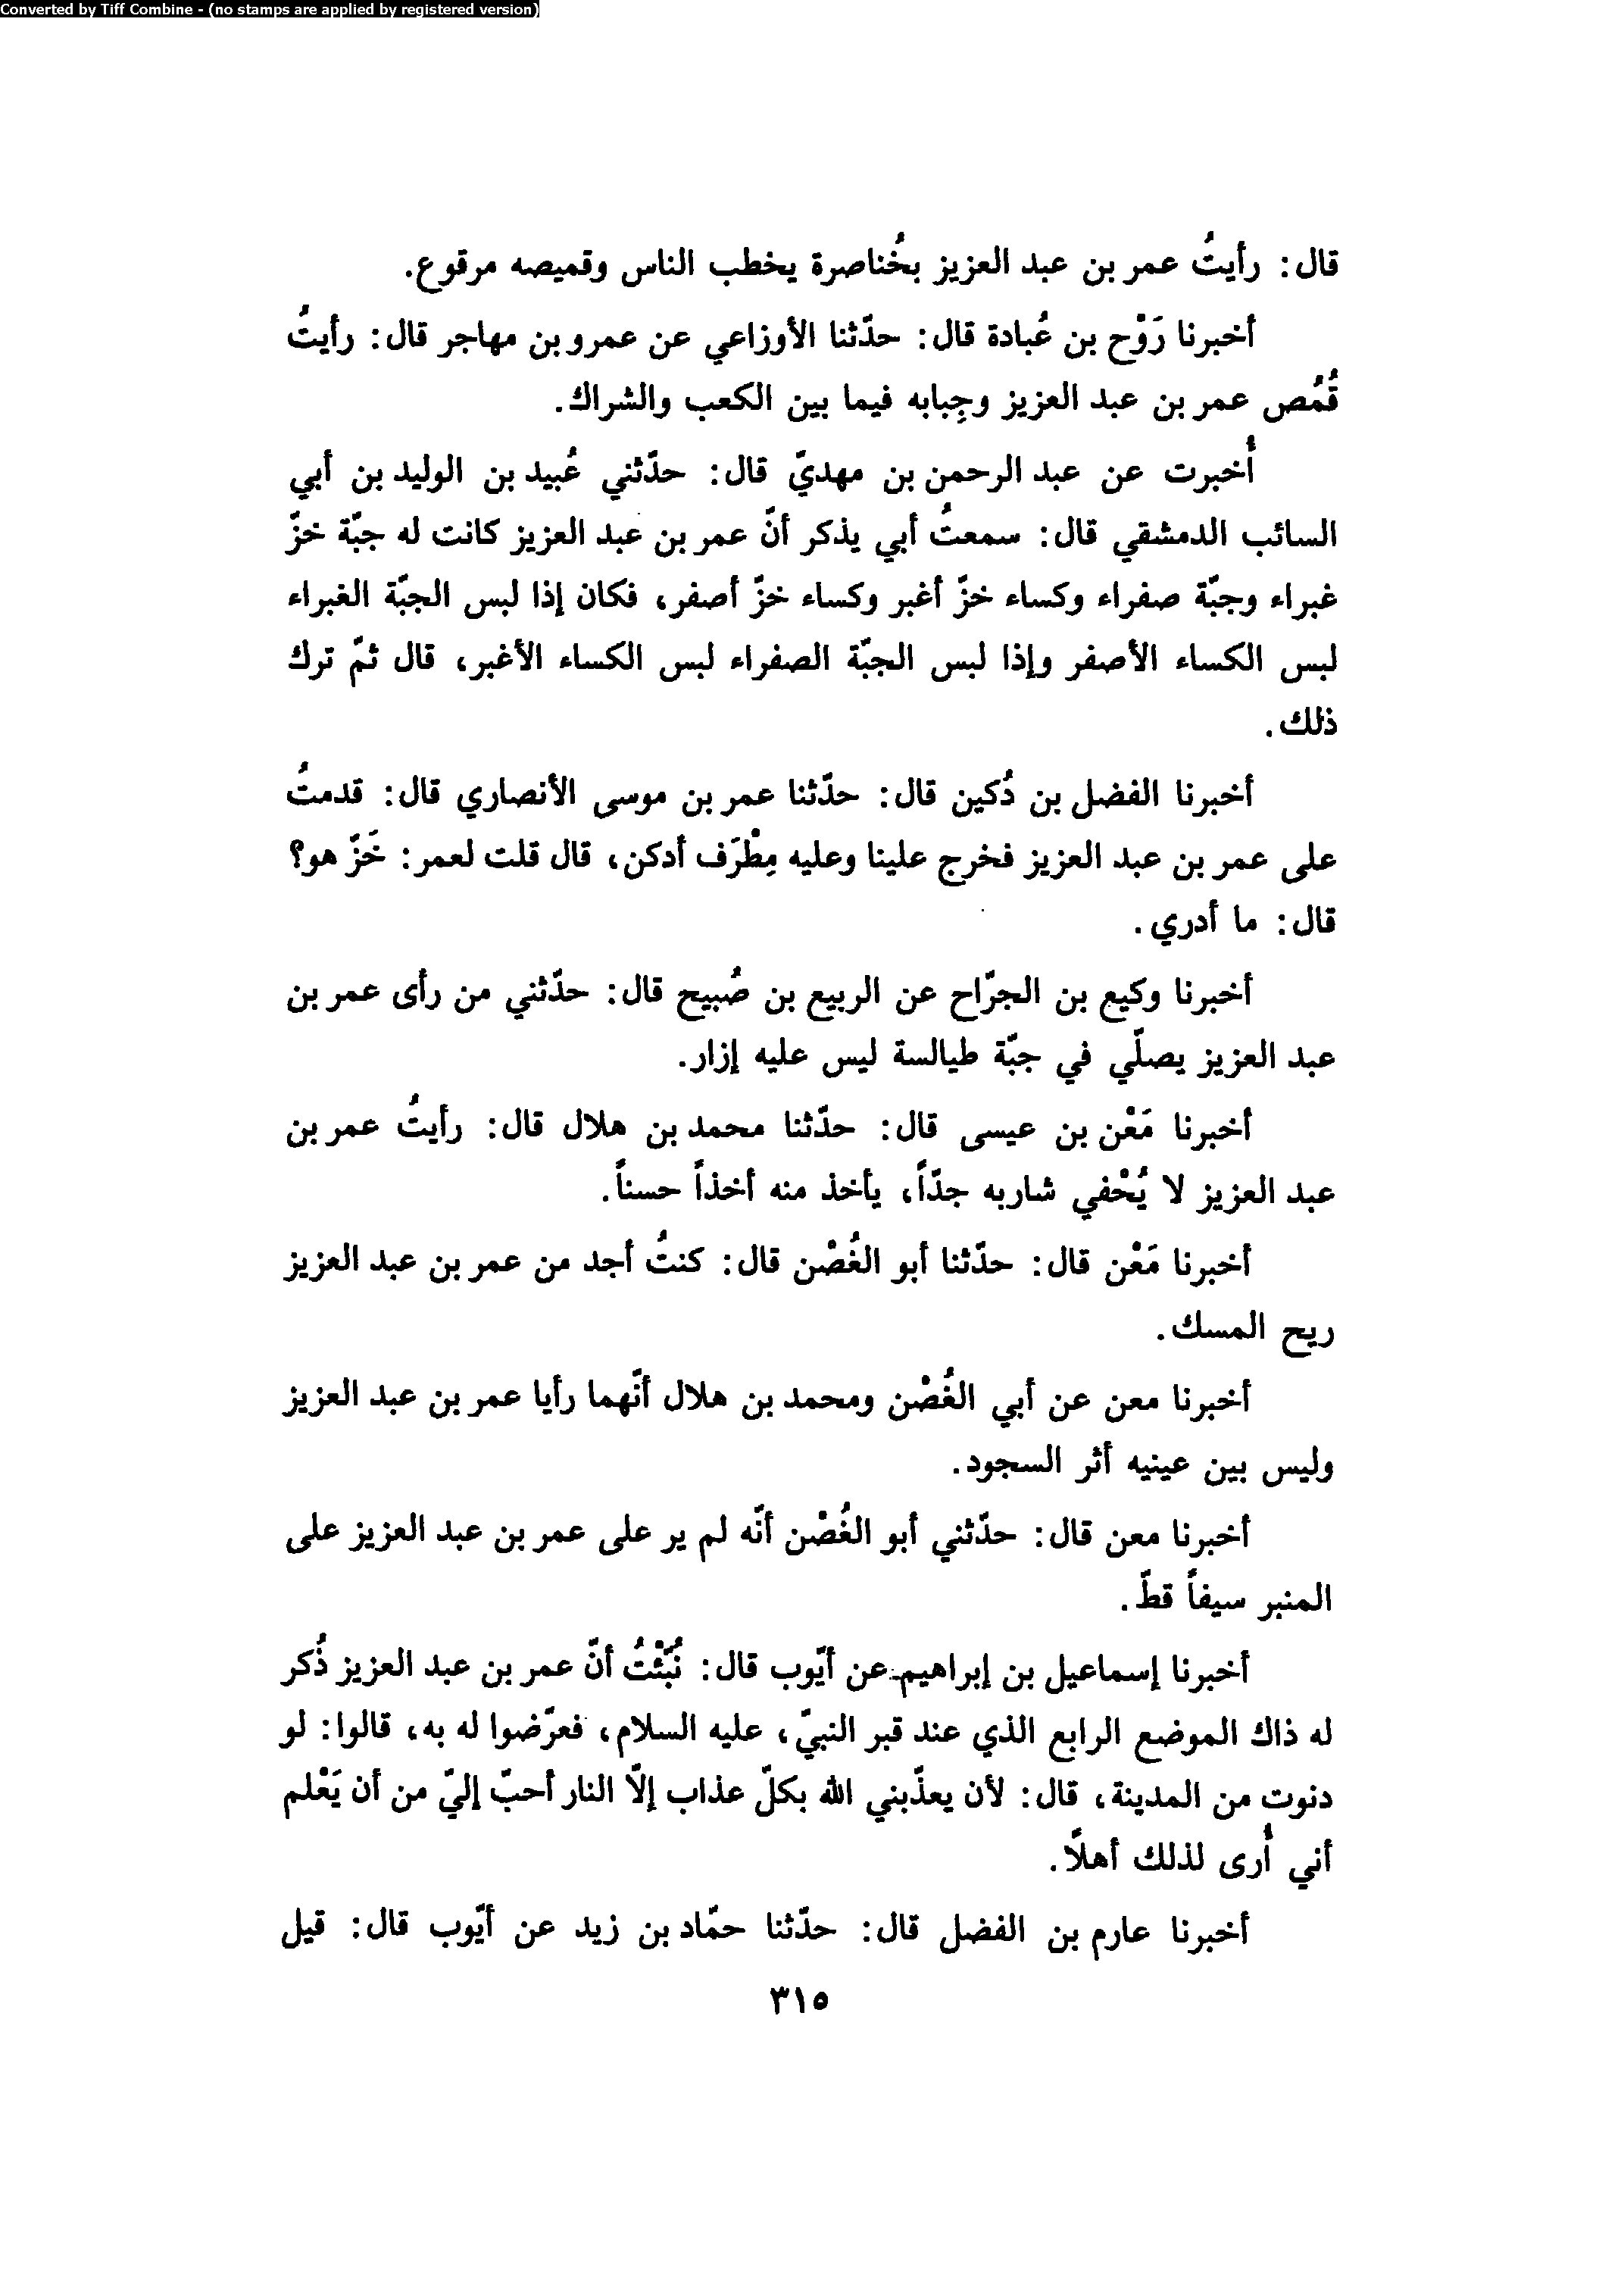 Converted by Tiff Combine - (no stamps are applied by registered version)
قال: رأيتُ عمر بن عبد العزيز بخُناصرة يخطب الناس وقميصه مرقوع.
أخبرنا رَوْح بن عُبادة قال: حدّثنا الأوزاعي عن عمرو بن مهاجر قال: رأيتُ
قُمُص عمر بن عبد العزيز وجِبابه فيما بين الكعب والشراك.
أُخبرت عن عبد الرحمن بن مهديّ قال: حدّثني عُبيد بن الوليد بن أبي
السائب الدمشقي قال: سمعتُ أبي يذكر أنّ عمر بن عبد العزيز كانت له جبّة خزّ
غبراء وجبّة صفراء وكساء خزّ أغبر وكساء خزّ أصفر، فكان إذا لبس الجبّة الغبراء
لبس الكساء الأصفر وإذا لبس الجبّة الصفراء لبس الكساء الأغبر، قال ثمّ ترك
ذلك.
أخبرنا الفضل بن دُكين قال: حدّثنا عمر بن موسى الأنصاري قال: قدمتُ
على عمر بن عبد العزيز فخرج علينا وعليه مِطْرَف أدكن، قال قلت لعمر: خَزّ هو؟
قال: ما أدري.
أخبرنا وكيع بن الجرّاح عن الربيع بن صُبيح قال: حدّثني من رأى عمر بن
عبد العزيز يصلّي في جبّة طيالسة ليس عليه إزار.
أخبرنا مَعْن بن عيسى قال: حدّثنا محمد بن هلال قال: رأيتُ عمر بن
عبد العزيز لا يُحْفي شاربه جدّاً، يأخذ منه أخذاً حسناً.
أخبرنا مَعْن قال: حدّثنا أبو الغُصْن قال: كنتُ أجد من عمر بن عبد العزيز
ريح المسك.
أخبرنا معن عن أبي الغُصْن ومحمد بن هلال أنّهما رأيا عمر بن عبد العزيز
وليس بين عينيه أثر السجود.
أخبرنا معن قال: حدّثني أبو الغُصْن أنّه لم ير على عمر بن عبد العزيز على
المنبر سيفاً قطّ.
أخبرنا إسماعيل بن إبراهيم عن أيّوب قال: نُبّئْتُ أنّ عمر بن عبد العزيز ذُكر
له ذاك الموضع الرابع الذي عند قبر النبيّ، عليه السلام، فعرّضوا له به، قالوا: لو
دنوت من المدينة، قال: لأن يعذّبني الله بكلّ عذاب إلّا النار أحبّ إليّ من أن يَعْلم
أني أُرى لذلك أهلًا.
أخبرنا عارم بن الفضل قال: حدّثنا حمّاد بن زيد عن أيّوب قال: قيل
٣١٥